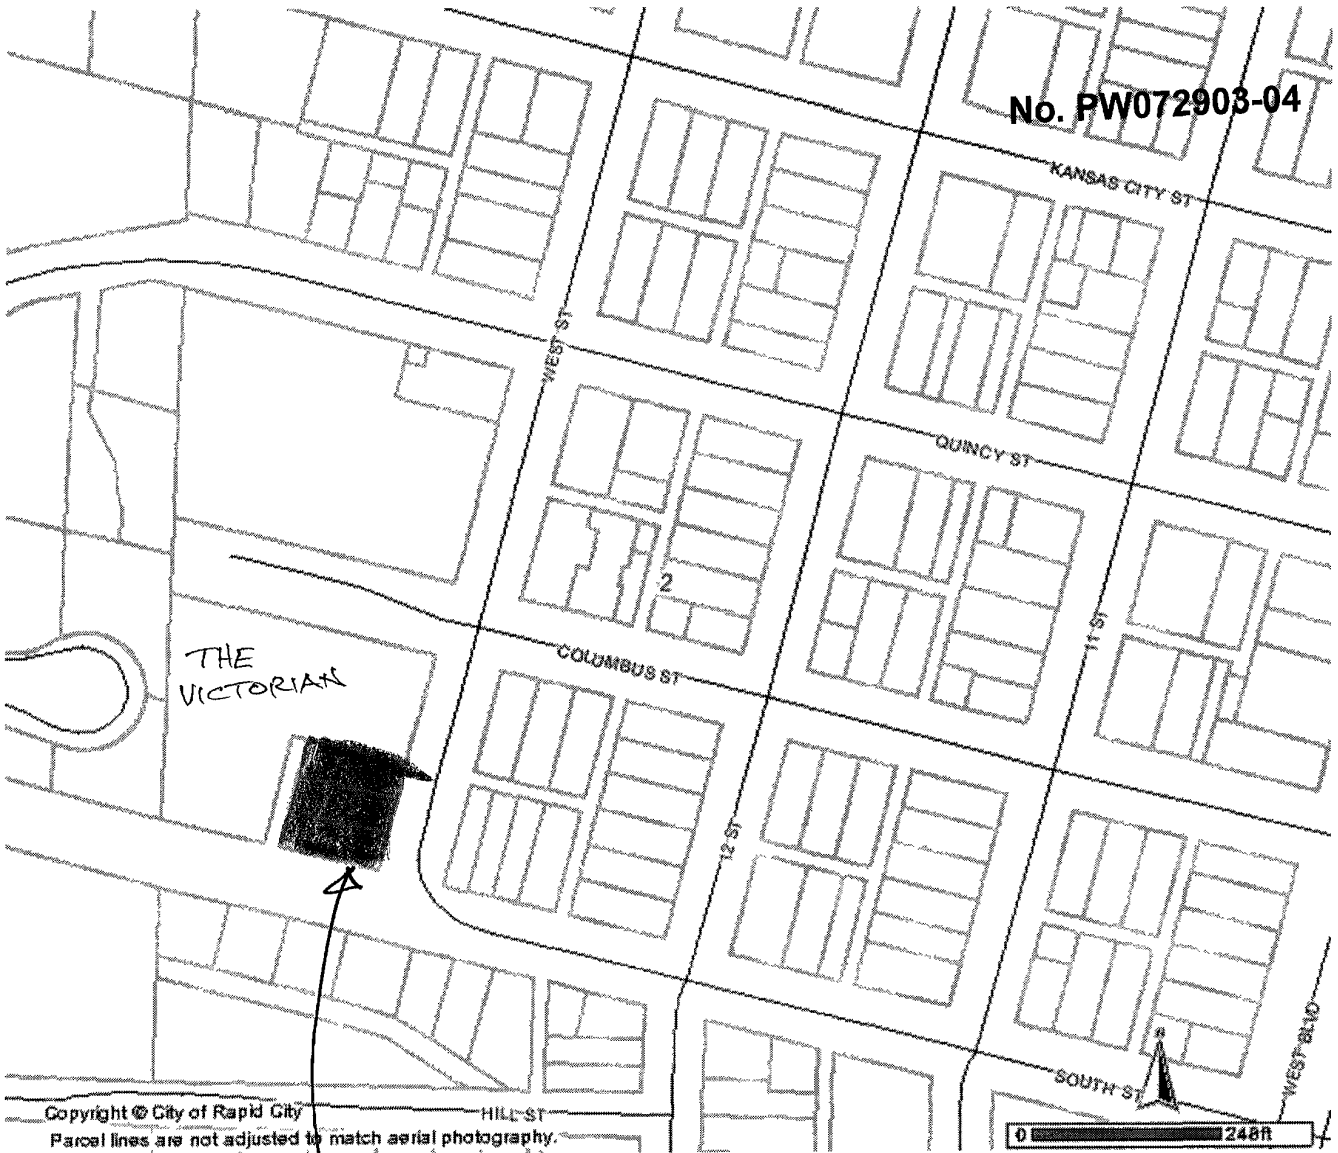 No. PW072903-04
KANSAS CITY ST
WEST ST
QUINCY ST
2
11 ST
COLUMBUS ST
THE
VICTORIAN
12 ST
WEST BLVD
N
SOUTH ST
HILL ST
Copyright © City of Rapid City
Parcel lines are not adjusted to match aerial photography.
0 248ft